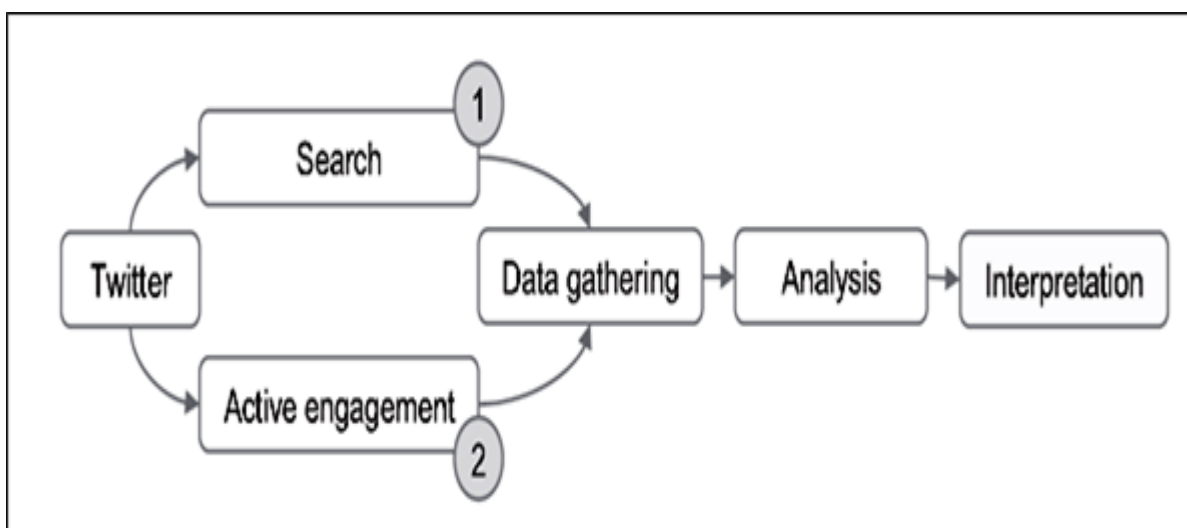 1
Search
Twitter
Data gathering
Analysis
Interpretation
Active engagement
2